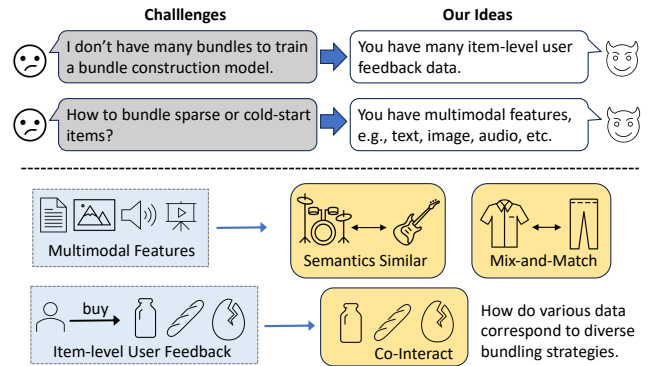 Challlenges
Our Ideas
I don't have many bundles to train
a bundle construction model.
You have many item-level user
feedback data.
How to bundle sparse or cold-start
items?
You have multimodal features,
e.g., text, image, audio, etc.
Multimodal Features
Semantics Similar
Mix-and-Match
buy
Item-level User Feedback
Co-Interact
How do various data
correspond to diverse
bundling strategies.